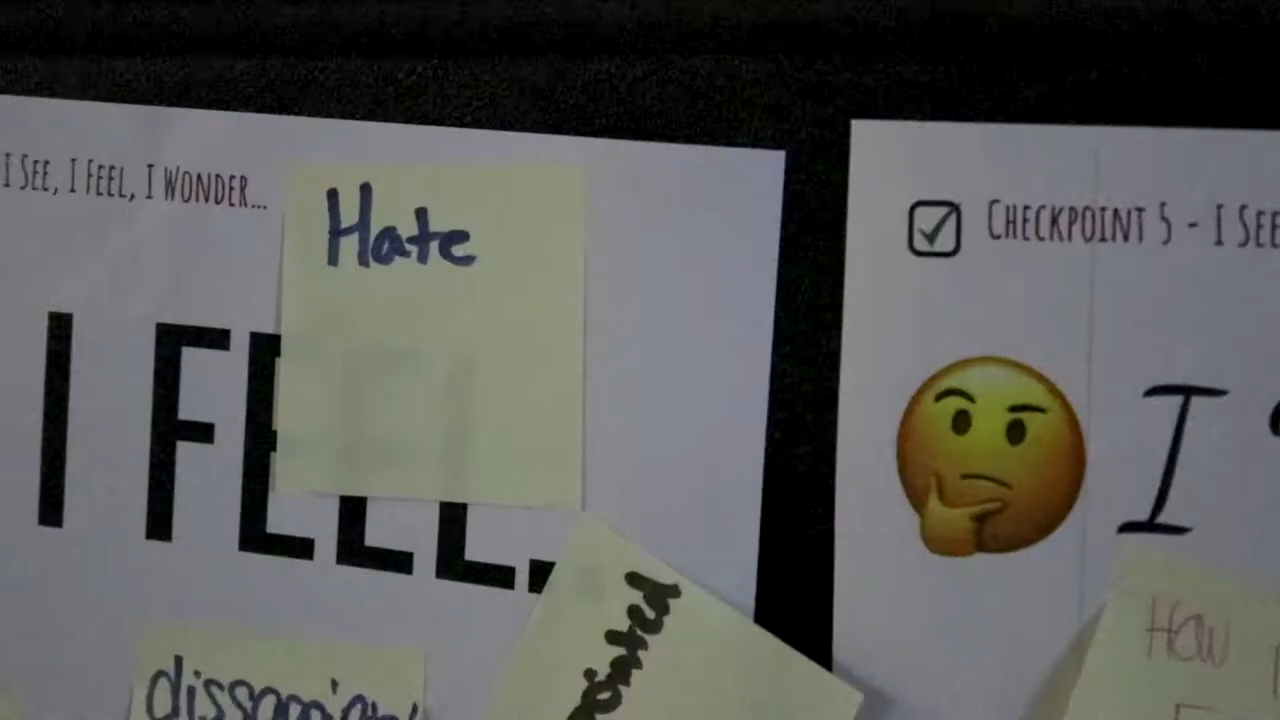 I See, I Feel, I Wonder...
Hate
I FEEL.
Checkpoint 5 - I See
I
How